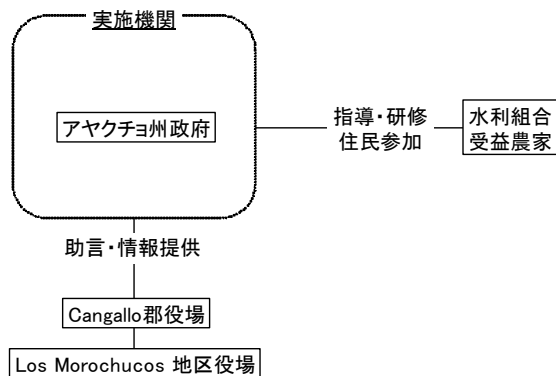 実施機関
アヤクチョ州政府
指導・研修
住民参加
水利組合
受益農家
助言・情報提供
Cangallo郡役場
Los Morochucos 地区役場